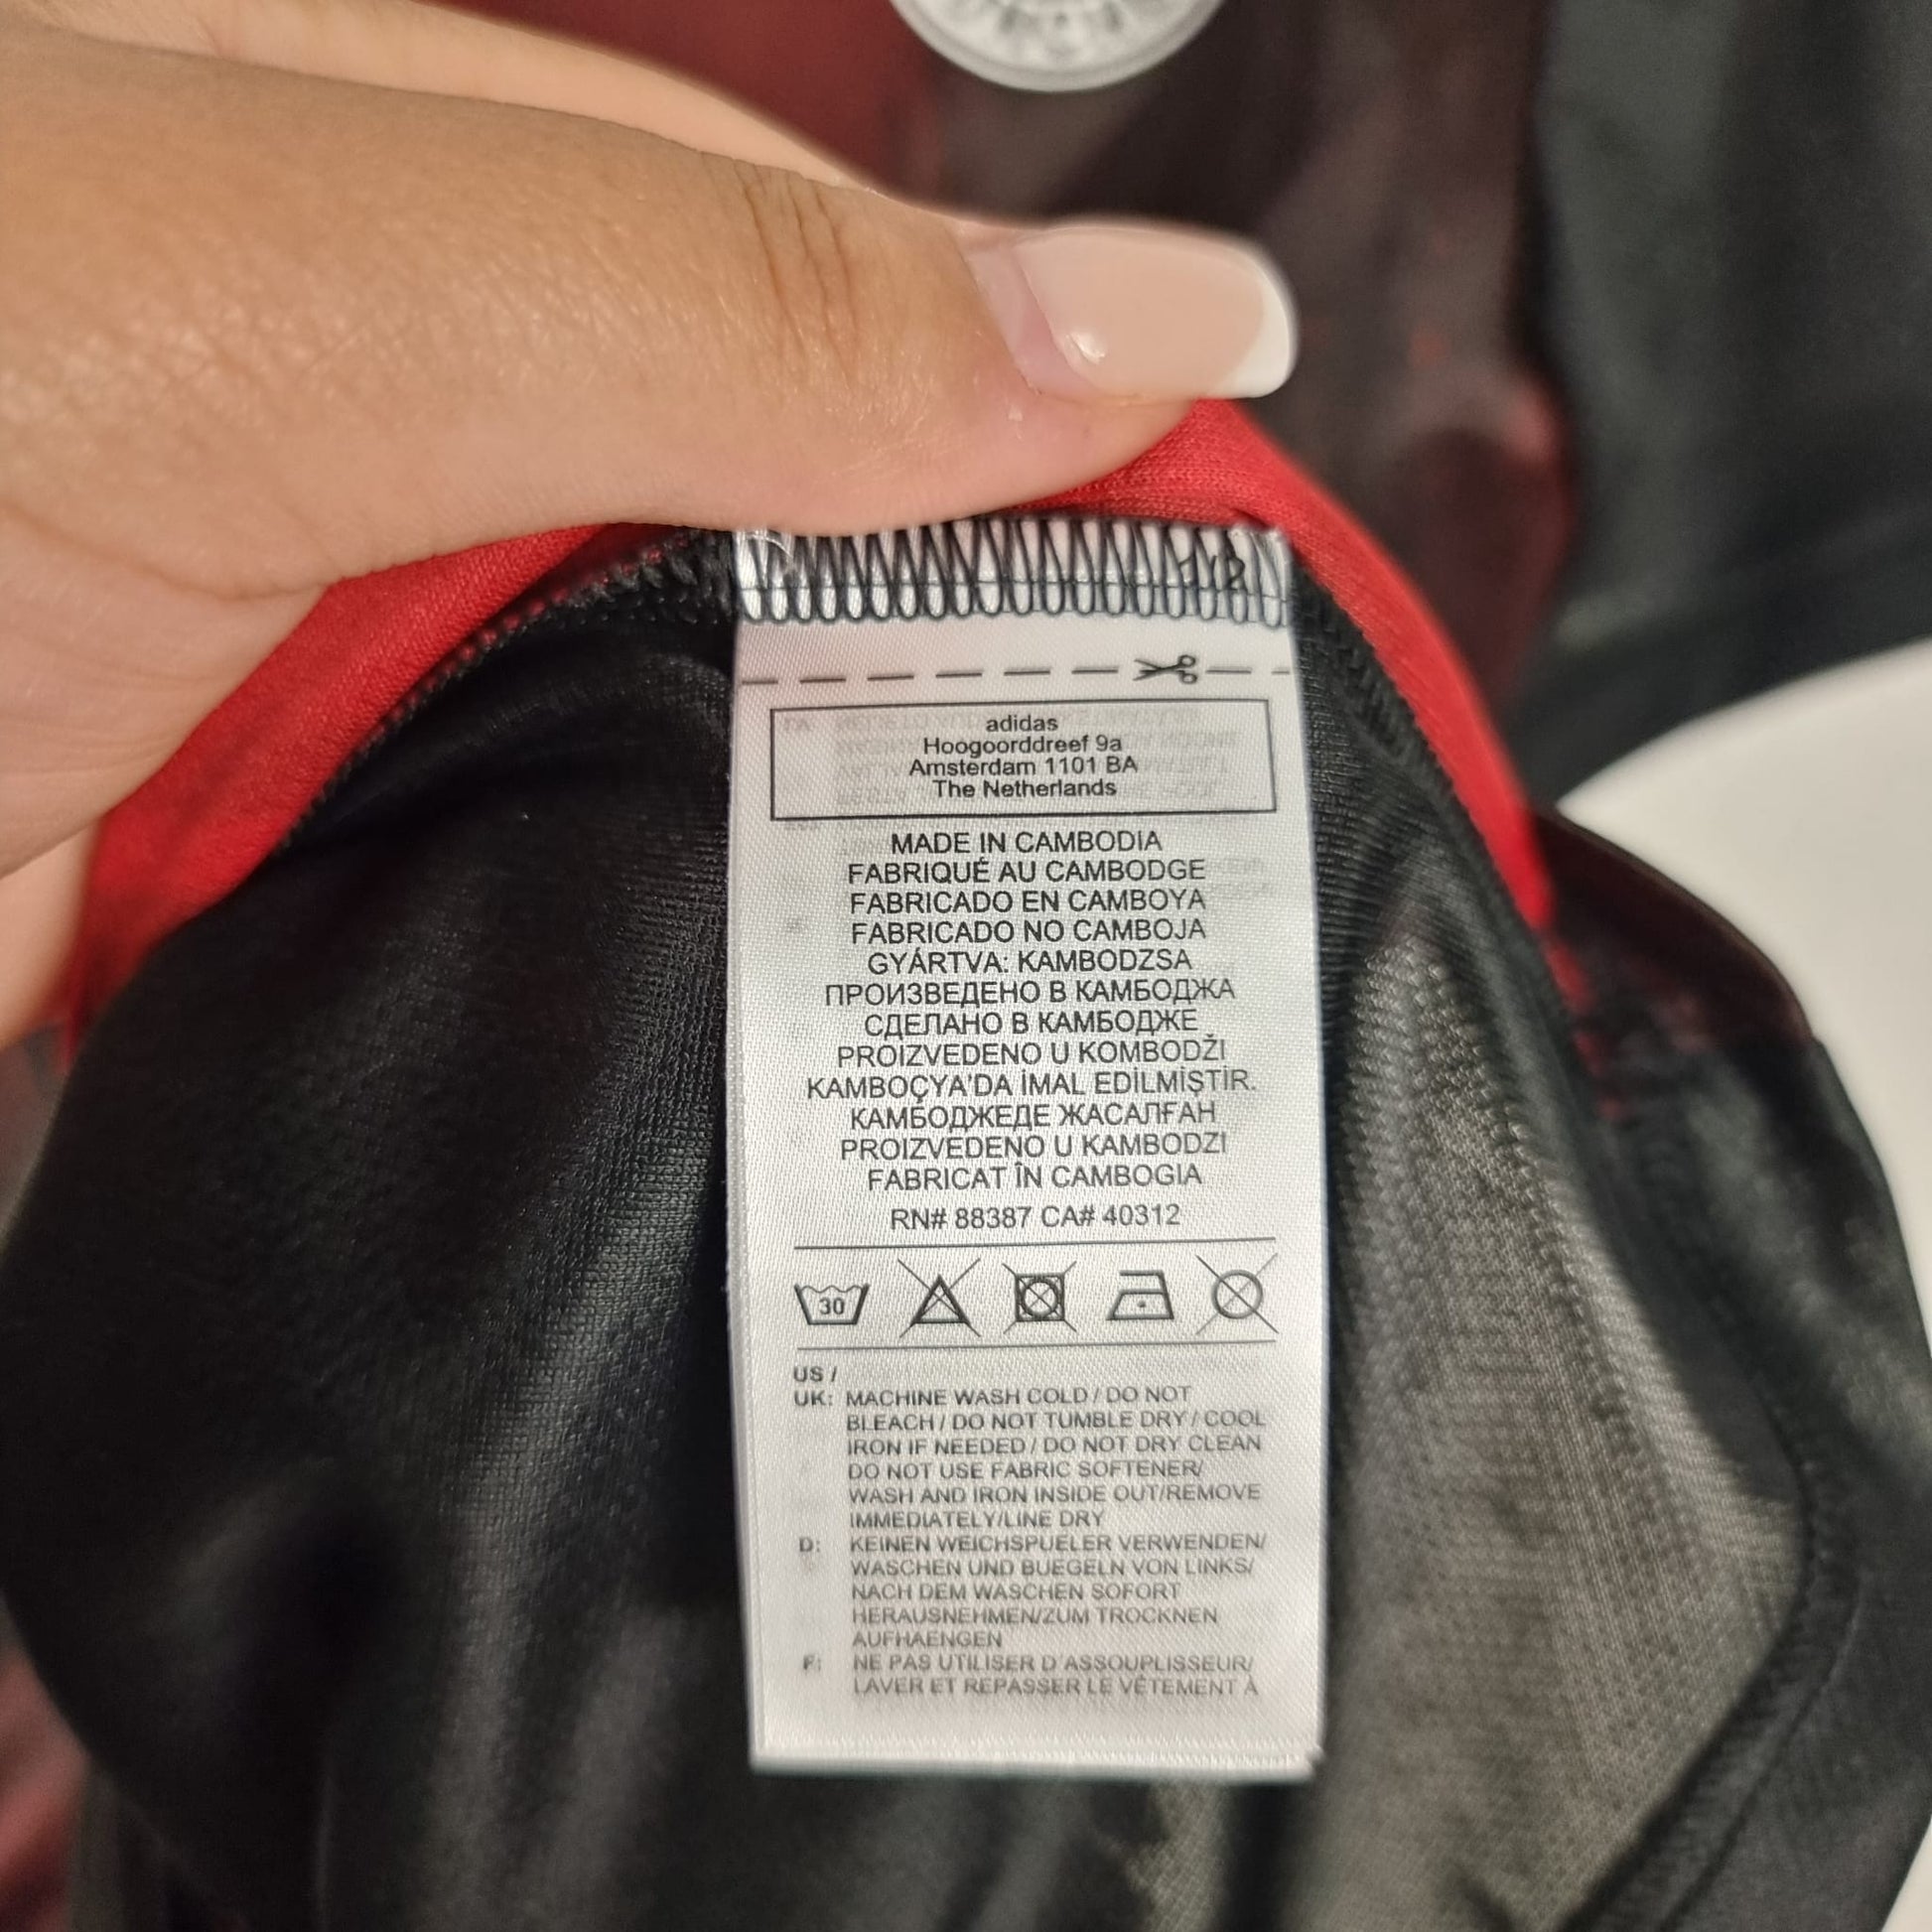 1/2
adidas
Hoogoorddreef 9a
Amsterdam 1101 BA
The Netherlands
MADE IN CAMBODIA
FABRIQUÉ AU CAMBODGE
FABRICADO EN CAMBOYA
FABRICADO NO CAMBOJA
GYÁRTVA: KAMBODZSA
ПРОИЗВЕДЕНО В КАМБОДЖА
СДЕЛАНО В КАМБОДЖЕ
PROIZVEDENO U KOMBODŽI
KAMBOÇYA'DA İMAL EDİLMİŞTİR.
КАМБОДЖЕДЕ ЖАСАЛҒАН
PROIZVEDENO U KAMBODZI
FABRICAT ÎN CAMBOGIA
RN# 88387 CA# 40312
30
US /
UK: MACHINE WASH COLD / DO NOT
BLEACH / DO NOT TUMBLE DRY / COOL
IRON IF NEEDED / DO NOT DRY CLEAN
DO NOT USE FABRIC SOFTENER/
WASH AND IRON INSIDE OUT/REMOVE
IMMEDIATELY/LINE DRY
D: KEINEN WEICHSPUELER VERWENDEN/
WASCHEN UND BUEGELN VON LINKS/
NACH DEM WASCHEN SOFORT
HERAUSNEHMEN/ZUM TROCKNEN
AUFHAENGEN
F: NE PAS UTILISER D'ASSOUPLISSEUR/
LAVER ET REPASSER LE VÊTEMENT À